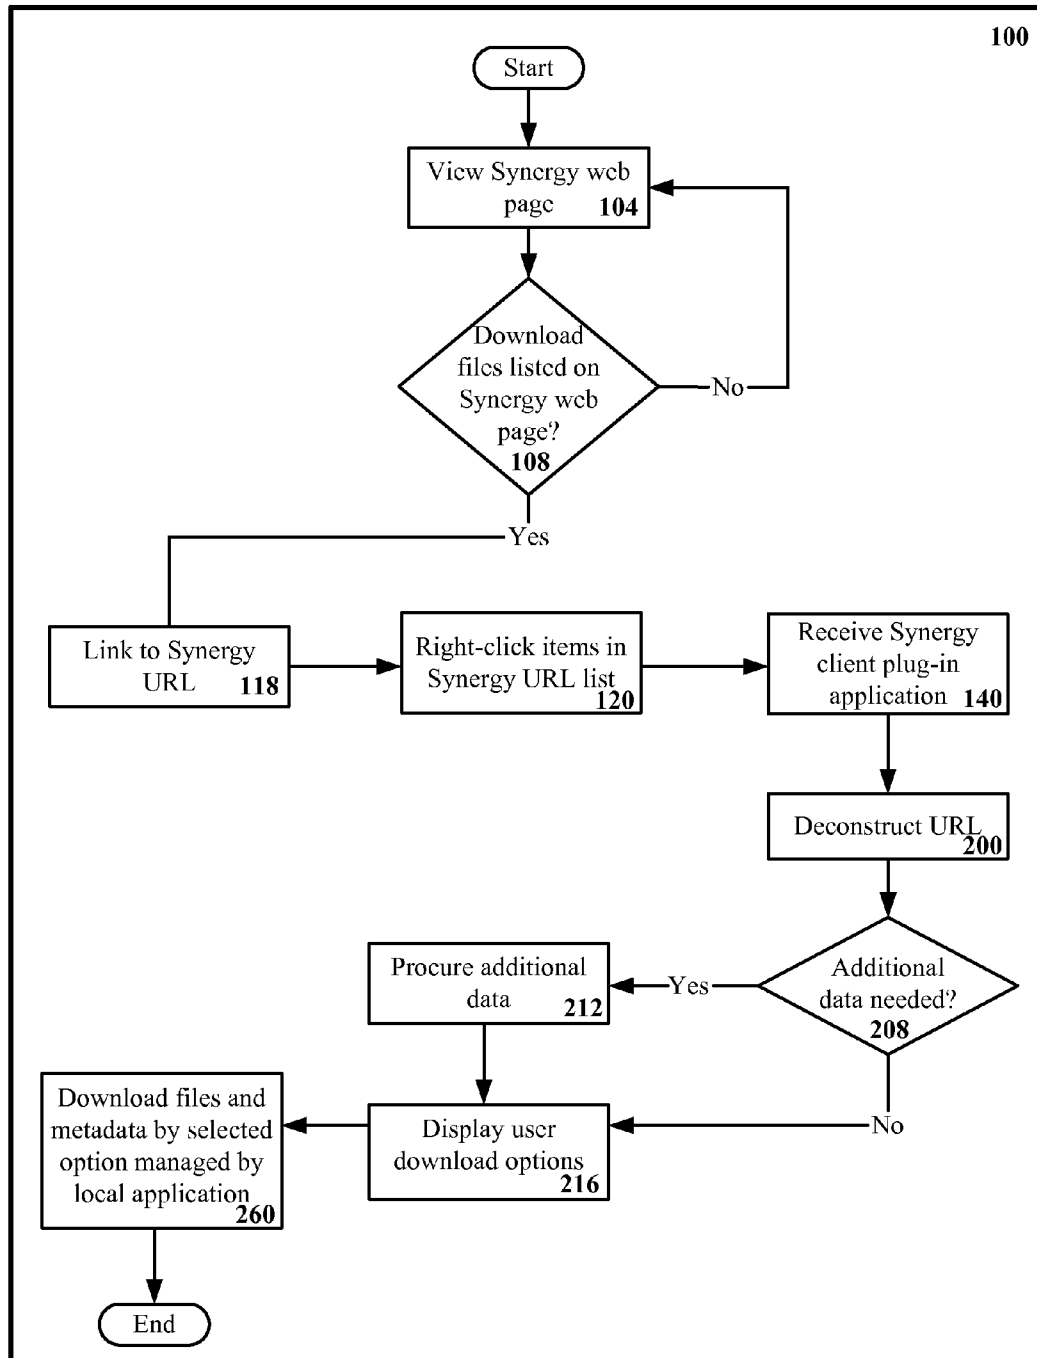 100
Start
View Synergy web
page
104
Download
files listed on
Synergy web
page?
108
No
Yes
Link to Synergy
URL
118
Right-click items in
Synergy URL list
120
Receive Synergy
client plug-in
application
140
Deconstruct URL
200
Additional
data needed?
208
Yes
Procure additional
data
212
No
Display user
download options
216
Download files and
metadata by selected
option managed by
local application
260
End